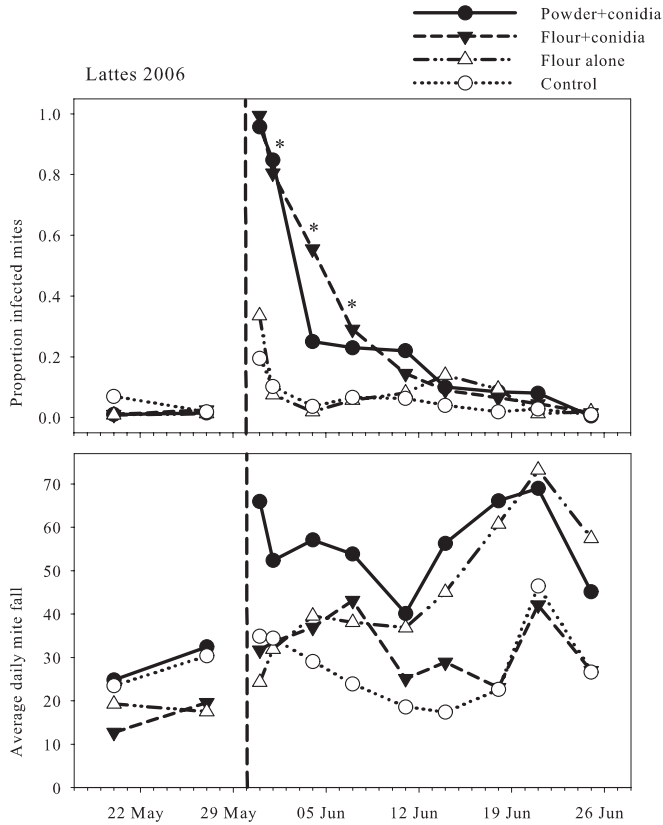 Powder+conidia
Flour+conidia
Flour alone
Control
Lattes 2006
1.0
*
0.8
*
0.6
*
0.4
0.2
0.0
Proportion infected mites
70
60
50
40
30
20
10
0
Average daily mite fall
22 May 29 May 05 Jun 12 Jun 19 Jun 26 Jun